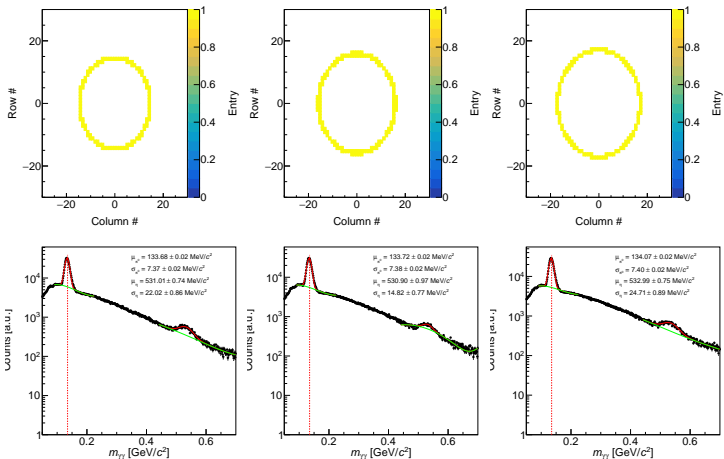 Row #
20
0
−20
−20 0 20
Column #
1
0.8
0.6
0.4
0.2
0
Entry
Row #
20
0
−20
−20 0 20
Column #
1
0.8
0.6
0.4
0.2
0
Entry
Row #
20
0
−20
−20 0 20
Column #
1
0.8
0.6
0.4
0.2
0
Entry
Counts [a.u.]
10⁴
10³
10²
10
1
μπ⁰ = 133.68 ± 0.02 MeV/c²
σπ⁰ = 7.37 ± 0.02 MeV/c²
μη = 531.01 ± 0.74 MeV/c²
ση = 22.02 ± 0.86 MeV/c²
0.2 0.4 0.6
mγγ [GeV/c²]
Counts [a.u.]
10⁴
10³
10²
10
1
μπ⁰ = 133.72 ± 0.02 MeV/c²
σπ⁰ = 7.38 ± 0.02 MeV/c²
μη = 530.90 ± 0.97 MeV/c²
ση = 14.82 ± 0.77 MeV/c²
0.2 0.4 0.6
mγγ [GeV/c²]
Counts [a.u.]
10⁴
10³
10²
10
1
μπ⁰ = 134.07 ± 0.02 MeV/c²
σπ⁰ = 7.40 ± 0.02 MeV/c²
μη = 532.99 ± 0.75 MeV/c²
ση = 24.71 ± 0.89 MeV/c²
0.2 0.4 0.6
mγγ [GeV/c²]